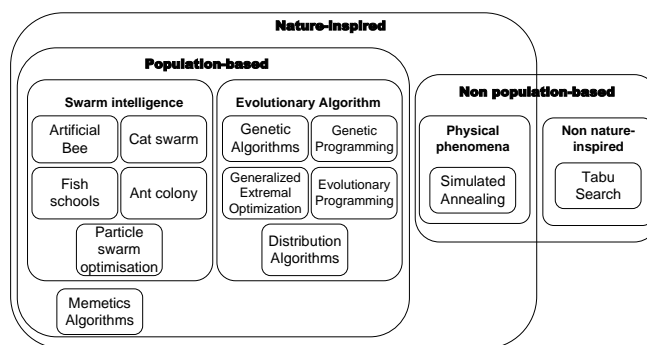 Nature-inspired
Population-based
Non population-based
Swarm intelligence
Evolutionary Algorithm
Physical
phenomena
Non nature-
inspired
Artificial
Bee
Cat swarm
Genetic
Algorithms
Genetic
Programming
Simulated
Annealing
Tabu
Search
Fish
schools
Ant colony
Generalized
Extremal
Optimization
Evolutionary
Programming
Particle
swarm
optimisation
Distribution
Algorithms
Memetics
Algorithms